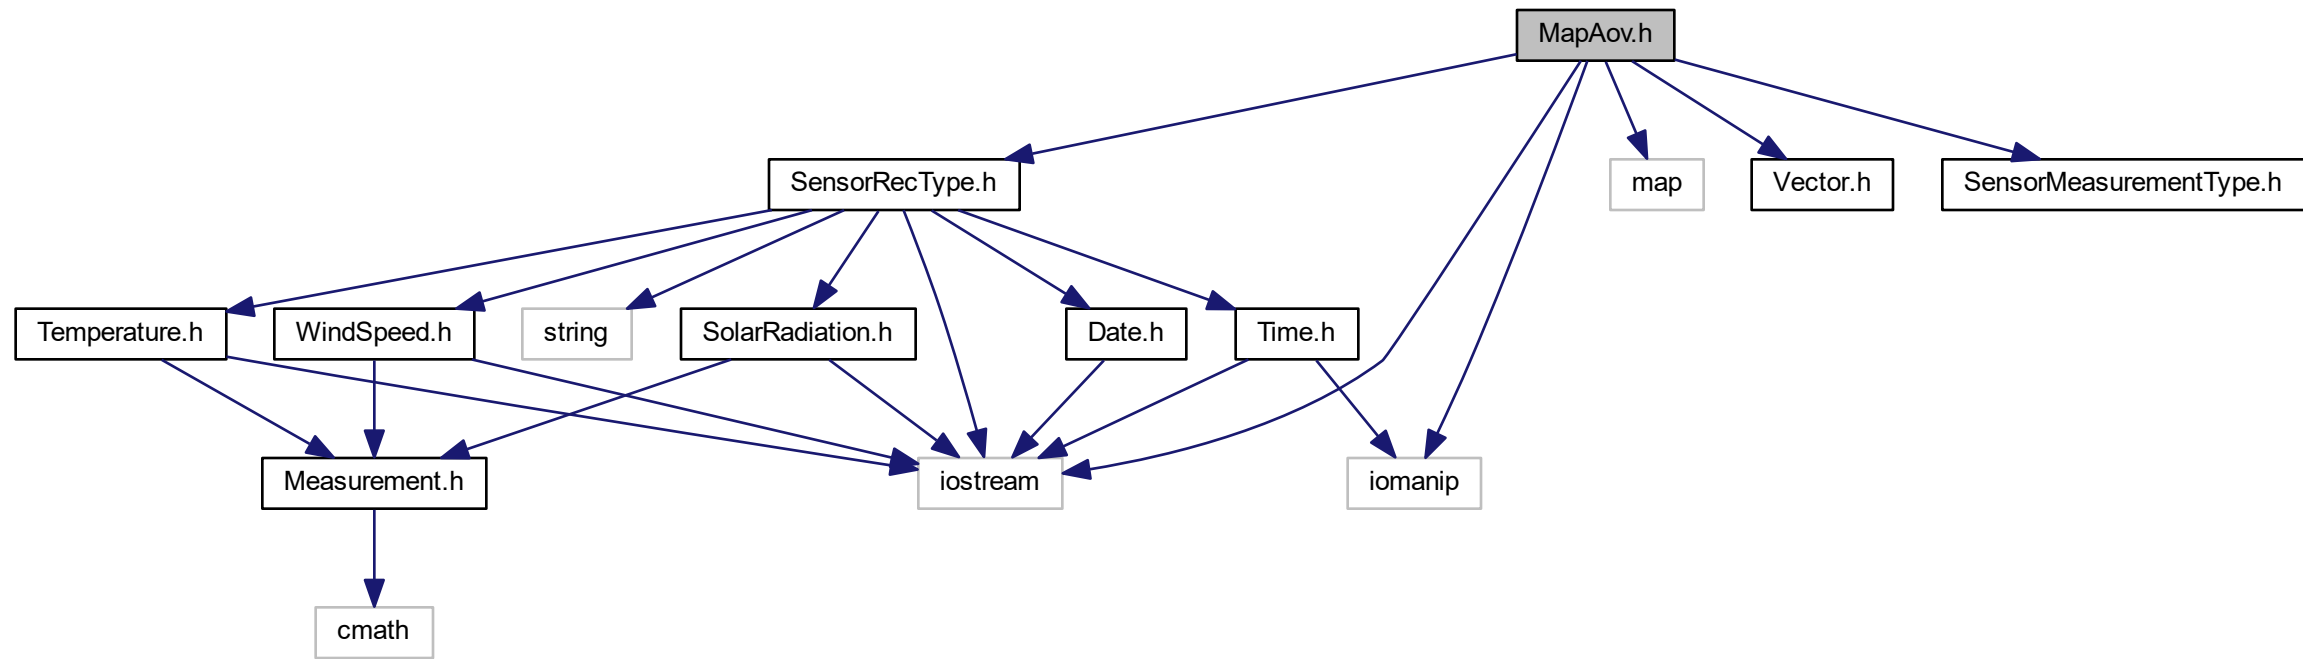 MapAov.h
SensorRecType.h
map
Vector.h
SensorMeasurementType.h
Temperature.h
WindSpeed.h
string
SolarRadiation.h
Date.h
Time.h
Measurement.h
iostream
iomanip
cmath